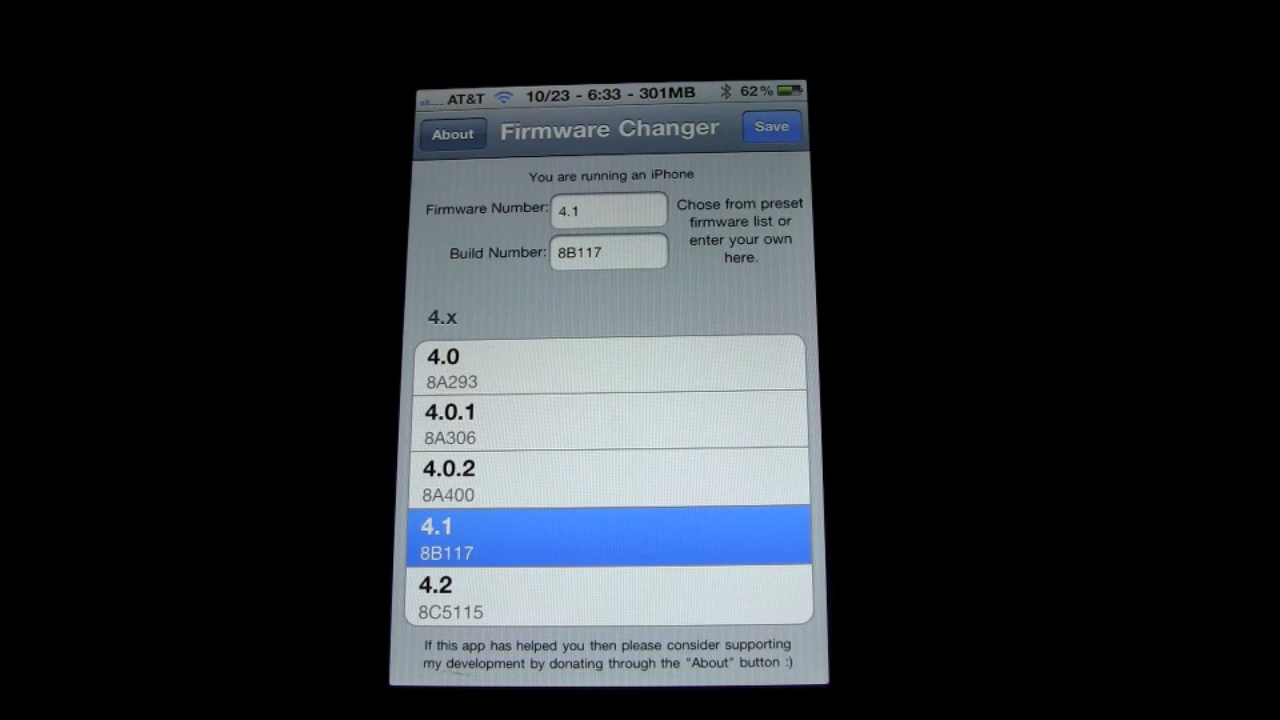 AT&T 10/23 - 6:33 - 301MB 62%
About Firmware Changer Save
You are running an iPhone
Firmware Number: 4.1
Build Number: 8B117
Chose from preset
firmware list or
enter your own
here.
4.x
4.0
8A293
4.0.1
8A306
4.0.2
8A400
4.1
8B117
4.2
8C5115
If this app has helped you then please consider supporting
my development by donating through the "About" button :)